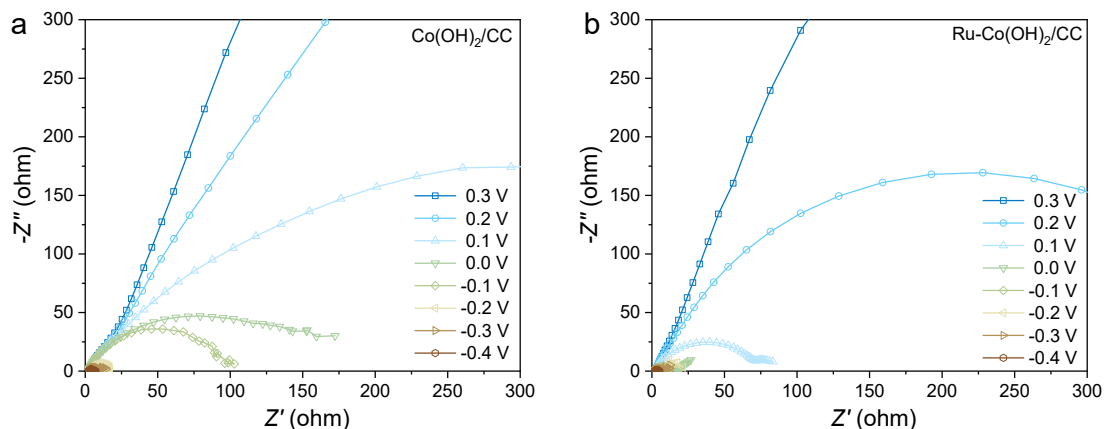 a
Co(OH)₂/CC
-Z″ (ohm)
300
250
200
150
100
50
0
0.3 V
0.2 V
0.1 V
0.0 V
-0.1 V
-0.2 V
-0.3 V
-0.4 V
0 50 100 150 200 250 300
Z′ (ohm)
b
Ru-Co(OH)₂/CC
-Z″ (ohm)
300
250
200
150
100
50
0
0.3 V
0.2 V
0.1 V
0.0 V
-0.1 V
-0.2 V
-0.3 V
-0.4 V
0 50 100 150 200 250 300
Z′ (ohm)